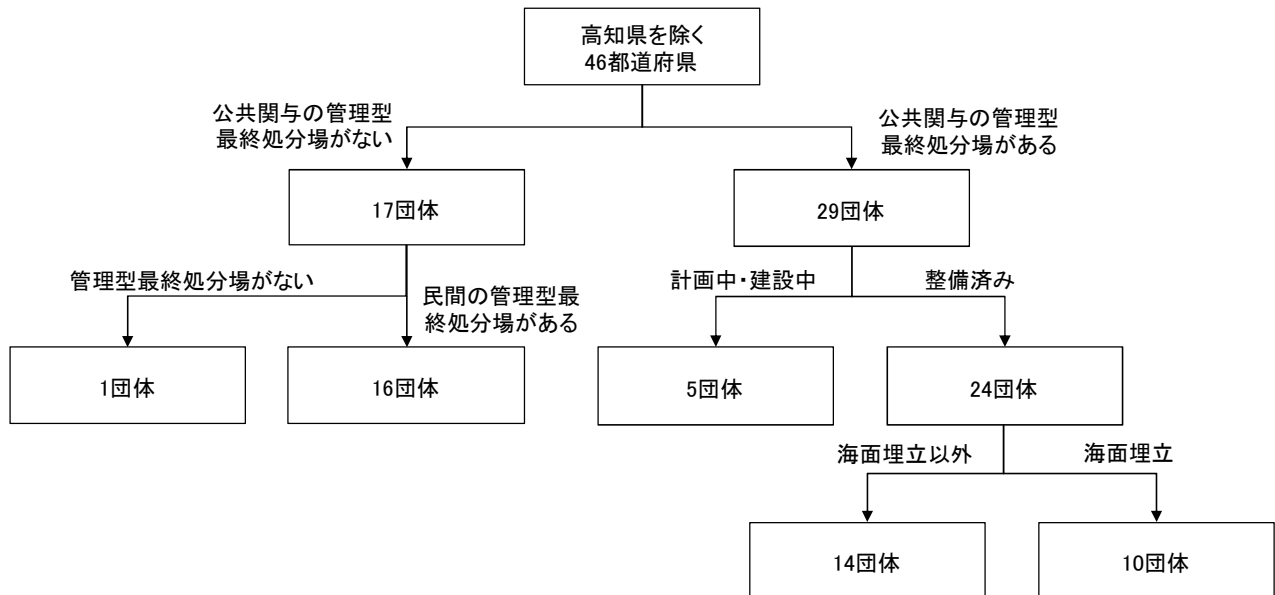 高知県を除く
46都道府県
公共関与の管理型
最終処分場がない
公共関与の管理型
最終処分場がある
17団体
29団体
管理型最終処分場がない
民間の管理型最
終処分場がある
計画中・建設中
整備済み
1団体
16団体
5団体
24団体
海面埋立以外
海面埋立
14団体
10団体